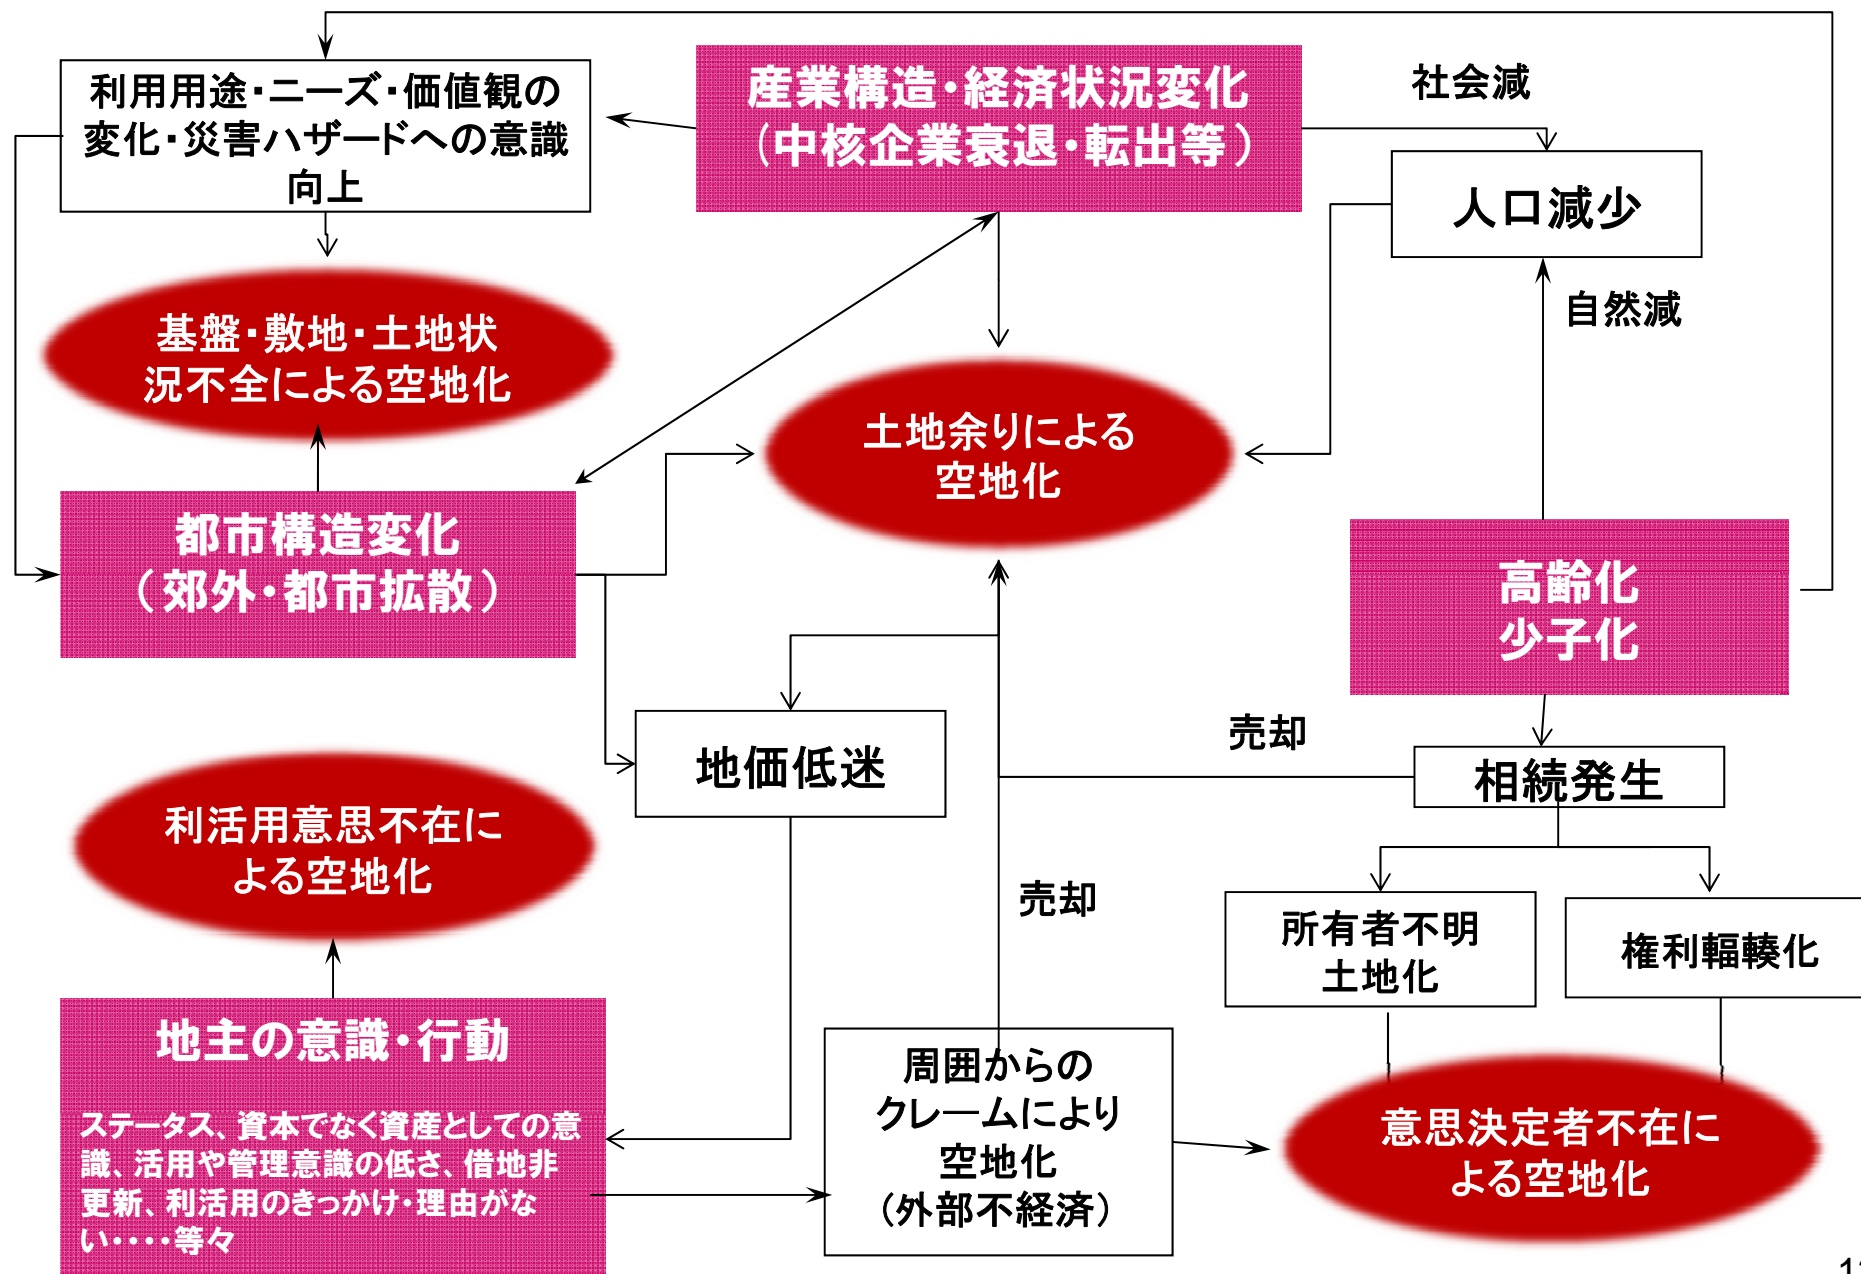 利用用途・ニーズ・価値観の
変化・災害ハザードへの意識
向上
産業構造・経済状況変化
（中核企業衰退・転出等）
社会減
人口減少
自然減
基盤・敷地・土地状
況不全による空地化
土地余りによる
空地化
都市構造変化
（郊外・都市拡散）
高齢化
少子化
地価低迷
売却
相続発生
利活用意思不在に
よる空地化
売却
所有者不明
土地化
権利輻輳化
地主の意識・行動
ステータス、資本でなく資産としての意
識、活用や管理意識の低さ、借地非
更新、利活用のきっかけ・理由がな
い・・・・等々
周囲からの
クレームにより
空地化
（外部不経済）
意思決定者不在に
よる空地化